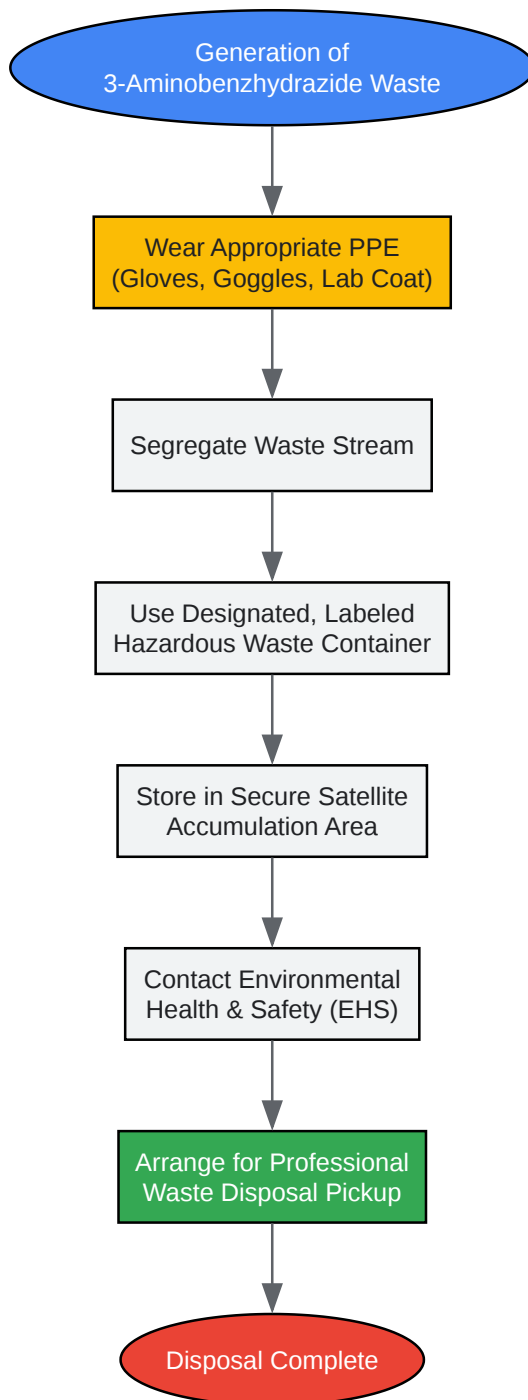 Generation of
3-Aminobenzhydrazide Waste
Wear Appropriate PPE
(Gloves, Goggles, Lab Coat)
Segregate Waste Stream
Use Designated, Labeled
Hazardous Waste Container
Store in Secure Satellite
Accumulation Area
Contact Environmental
Health & Safety (EHS)
Arrange for Professional
Waste Disposal Pickup
Disposal Complete